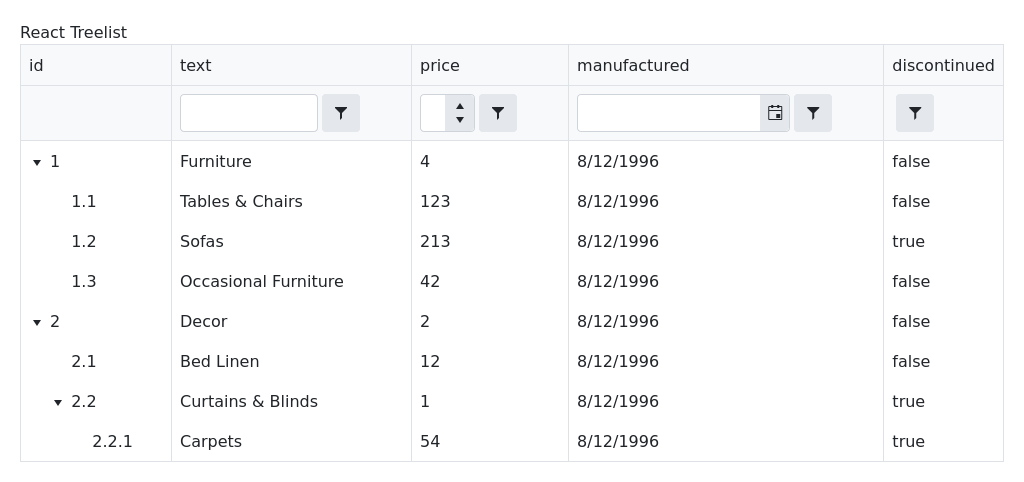 React Treelist
id text price manufactured discontinued
1 Furniture 4 8/12/1996 false
1.1 Tables & Chairs 123 8/12/1996 false
1.2 Sofas 213 8/12/1996 true
1.3 Occasional Furniture 42 8/12/1996 false
2 Decor 2 8/12/1996 false
2.1 Bed Linen 12 8/12/1996 false
2.2 Curtains & Blinds 1 8/12/1996 true
2.2.1 Carpets 54 8/12/1996 true